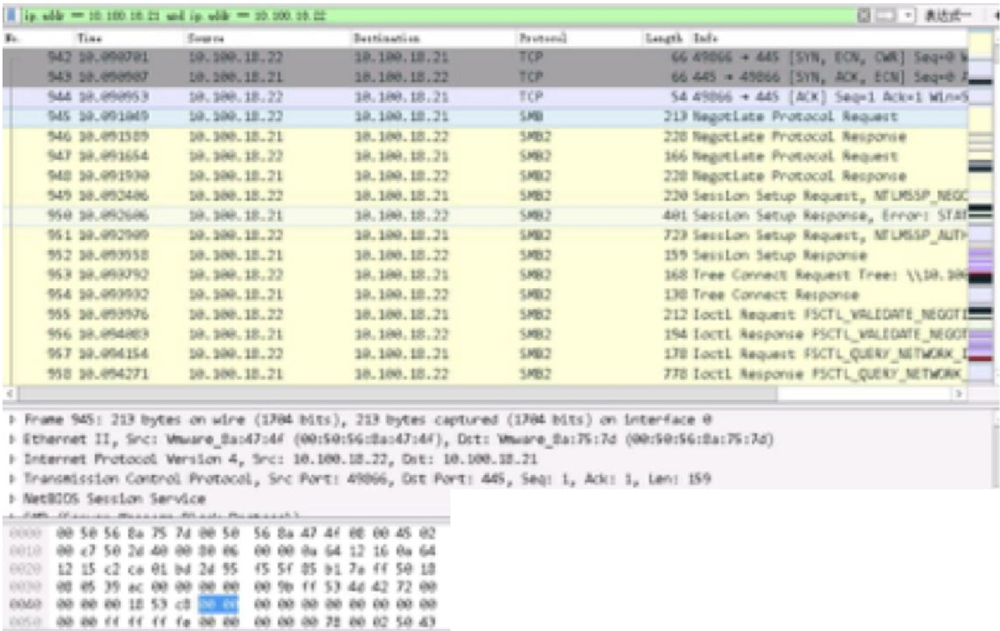 ip.addr == 10.100.18.21 and ip.addr == 10.100.18.22 表达式…
No. Time Source Destination Protocol Length Info
942 10.090701 10.100.18.22 10.100.18.21 TCP 66 49866 → 445 [SYN, ECN, CWR] Seq=0 W
943 10.090907 10.100.18.21 10.100.18.22 TCP 66 445 → 49866 [SYN, ACK, ECN] Seq=0 A
944 10.090953 10.100.18.22 10.100.18.21 TCP 54 49866 → 445 [ACK] Seq=1 Ack=1 Win=5
945 10.091049 10.100.18.22 10.100.18.21 SMB 213 Negotiate Protocol Request
946 10.091589 10.100.18.21 10.100.18.22 SMB2 228 Negotiate Protocol Response
947 10.091654 10.100.18.22 10.100.18.21 SMB2 166 Negotiate Protocol Request
948 10.091930 10.100.18.21 10.100.18.22 SMB2 228 Negotiate Protocol Response
949 10.092406 10.100.18.22 10.100.18.21 SMB2 220 Session Setup Request, NTLMSSP_NEGO
950 10.092606 10.100.18.21 10.100.18.22 SMB2 401 Session Setup Response, Error: STAT
951 10.092909 10.100.18.22 10.100.18.21 SMB2 723 Session Setup Request, NTLMSSP_AUTH
952 10.093558 10.100.18.21 10.100.18.22 SMB2 159 Session Setup Response
953 10.093792 10.100.18.22 10.100.18.21 SMB2 168 Tree Connect Request Tree: \\10.100
954 10.093932 10.100.18.21 10.100.18.22 SMB2 138 Tree Connect Response
955 10.093976 10.100.18.22 10.100.18.21 SMB2 212 Ioctl Request FSCTL_VALIDATE_NEGOTI
956 10.094083 10.100.18.21 10.100.18.22 SMB2 194 Ioctl Response FSCTL_VALIDATE_NEGOT
957 10.094154 10.100.18.22 10.100.18.21 SMB2 178 Ioctl Request FSCTL_QUERY_NETWORK_I
958 10.094271 10.100.18.21 10.100.18.22 SMB2 778 Ioctl Response FSCTL_QUERY_NETWORK_
Frame 945: 213 bytes on wire (1704 bits), 213 bytes captured (1704 bits) on interface 0
Ethernet II, Src: Vmware_8a:47:4f (00:50:56:8a:47:4f), Dst: Vmware_8a:75:7d (00:50:56:8a:75:7d)
Internet Protocol Version 4, Src: 10.100.18.22, Dst: 10.100.18.21
Transmission Control Protocol, Src Port: 49866, Dst Port: 445, Seq: 1, Ack: 1, Len: 159
NetBIOS Session Service
SMB (Server Message Block Protocol)
0000 00 50 56 8a 75 7d 00 50 56 8a 47 4f 08 00 45 02
0010 00 c7 50 2d 40 00 80 06 00 00 0a 64 12 16 0a 64
0020 12 15 c2 ca 01 bd 2d 95 f5 5f 85 b1 7a ff 50 18
0030 08 05 39 ac 00 00 00 00 00 9b ff 53 4d 42 72 00
0040 00 00 00 18 53 c8 00 00 00 00 00 00 00 00 00 00
0050 00 00 ff ff ff fe 00 00 00 00 00 78 00 02 50 43